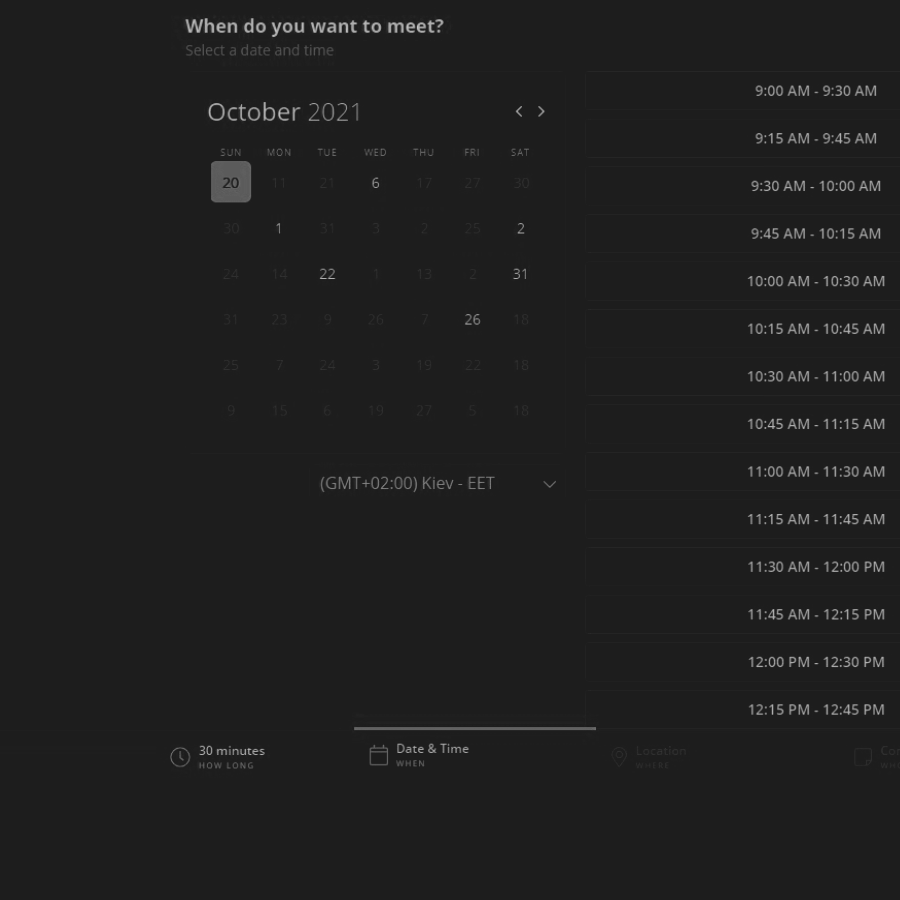 When do you want to meet?
Select a date and time
October 2021
SUN MON TUE WED THU FRI SAT
20 11 21 6 17 27 30
30 1 31 3 2 25 2
24 14 22 1 13 2 31
31 23 9 26 7 26 18
25 7 24 3 19 22 18
9 15 6 19 27 5 18
(GMT+02:00) Kiev - EET
9:00 AM - 9:30 AM
9:15 AM - 9:45 AM
9:30 AM - 10:00 AM
9:45 AM - 10:15 AM
10:00 AM - 10:30 AM
10:15 AM - 10:45 AM
10:30 AM - 11:00 AM
10:45 AM - 11:15 AM
11:00 AM - 11:30 AM
11:15 AM - 11:45 AM
11:30 AM - 12:00 PM
11:45 AM - 12:15 PM
12:00 PM - 12:30 PM
12:15 PM - 12:45 PM
30 minutes
HOW LONG
Date & Time
WHEN
Location
WHERE